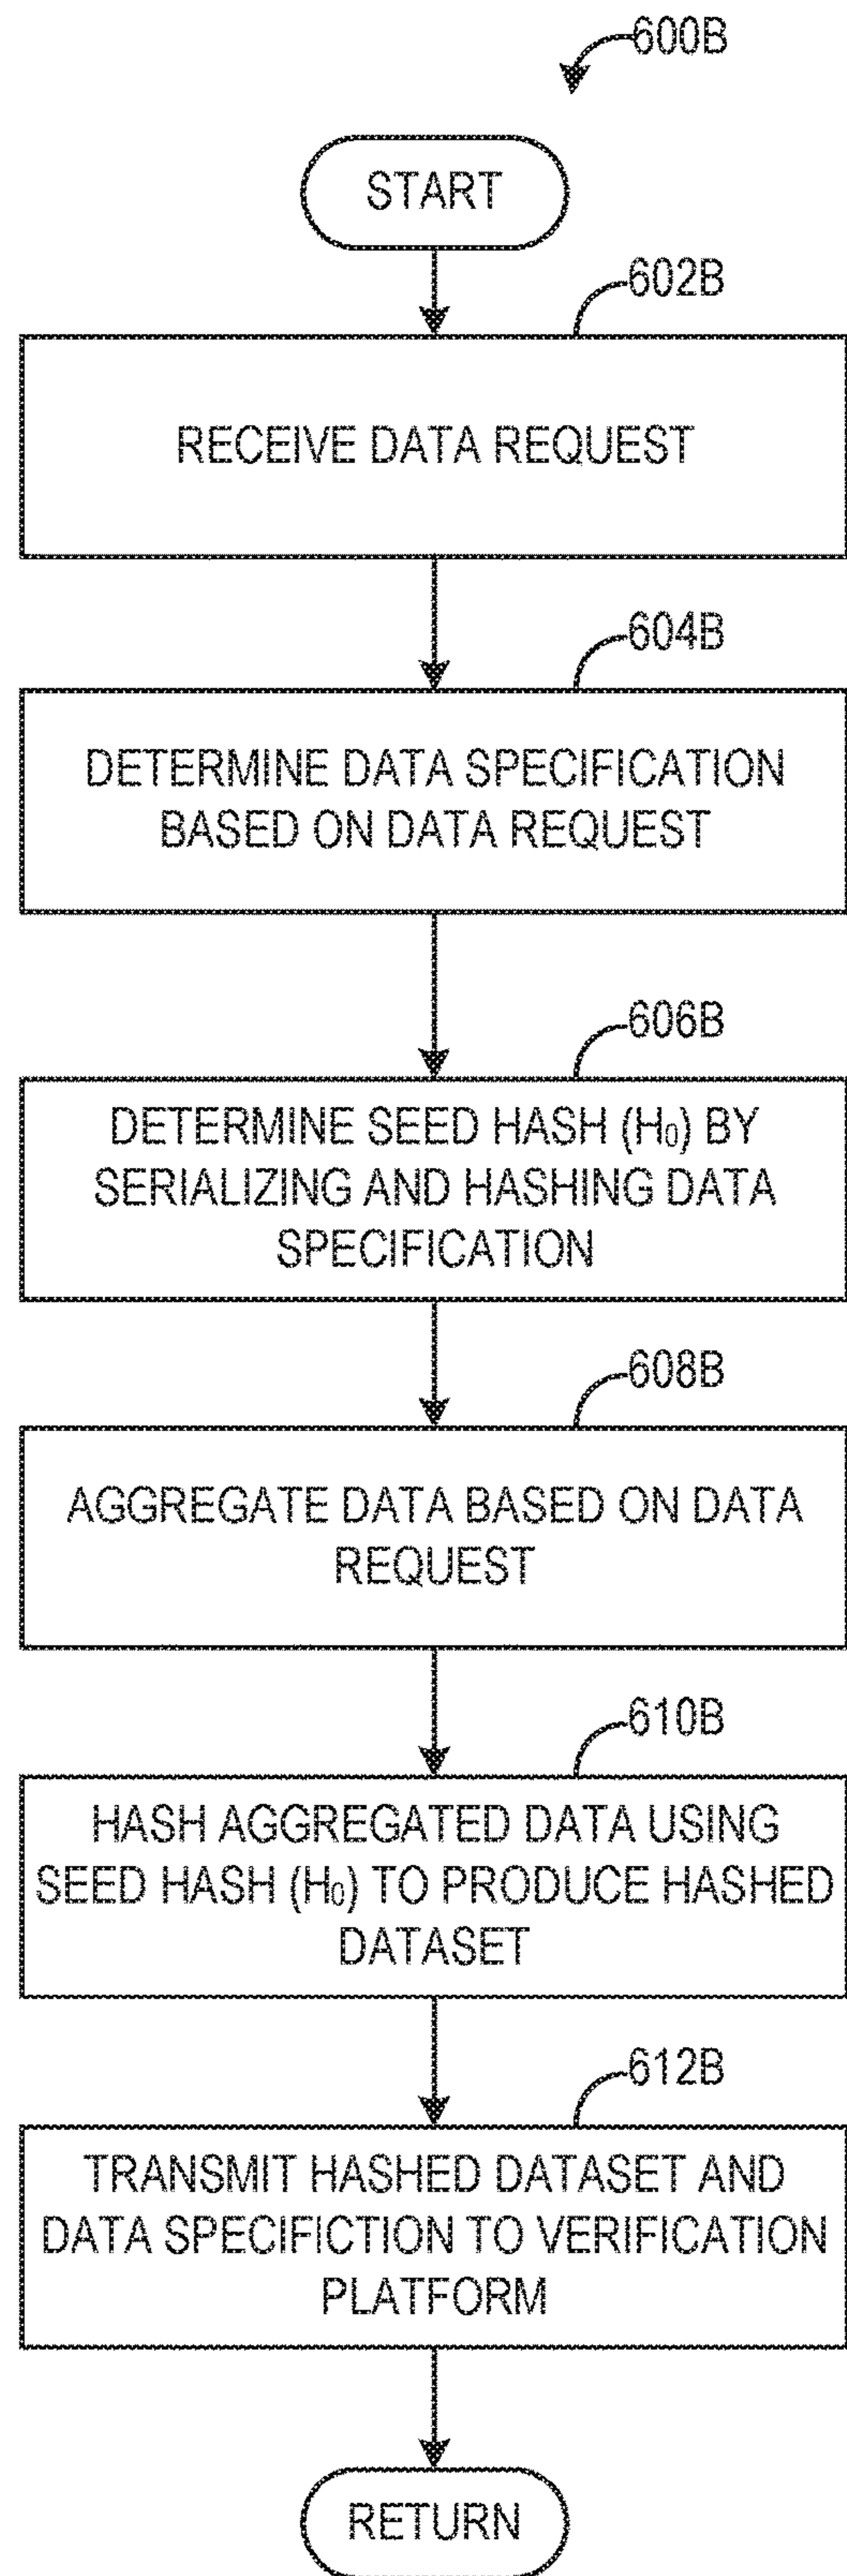 600B
START
602B
RECEIVE DATA REQUEST
604B
DETERMINE DATA SPECIFICATION
BASED ON DATA REQUEST
606B
DETERMINE SEED HASH (H₀) BY
SERIALIZING AND HASHING DATA
SPECIFICATION
608B
AGGREGATE DATA BASED ON DATA
REQUEST
610B
HASH AGGREGATED DATA USING
SEED HASH (H₀) TO PRODUCE HASHED
DATASET
612B
TRANSMIT HASHED DATASET AND
DATA SPECIFICTION TO VERIFICATION
PLATFORM
RETURN